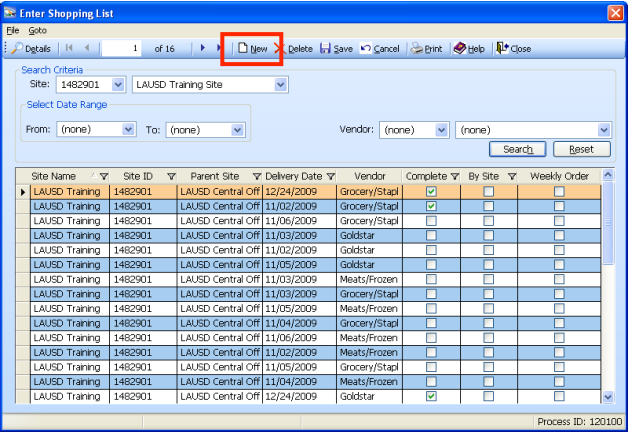 Enter Shopping List
File Goto
Details 1 of 16 New Delete Save Cancel Print Help Close
Search Criteria
Site: 1482901 LAUSD Training Site
Select Date Range
From: (none) To: (none) Vendor: (none) (none)
Search Reset
Site Name Site ID Parent Site Delivery Date Vendor Complete By Site Weekly Order
LAUSD Training 1482901 LAUSD Central Off 12/24/2009 Grocery/Stapl
LAUSD Training 1482901 LAUSD Central Off 11/02/2009 Grocery/Stapl
LAUSD Training 1482901 LAUSD Central Off 11/06/2009 Grocery/Stapl
LAUSD Training 1482901 LAUSD Central Off 11/03/2009 Goldstar
LAUSD Training 1482901 LAUSD Central Off 11/02/2009 Goldstar
LAUSD Training 1482901 LAUSD Central Off 11/05/2009 Goldstar
LAUSD Training 1482901 LAUSD Central Off 11/03/2009 Meats/Frozen
LAUSD Training 1482901 LAUSD Central Off 11/03/2009 Grocery/Stapl
LAUSD Training 1482901 LAUSD Central Off 11/05/2009 Meats/Frozen
LAUSD Training 1482901 LAUSD Central Off 11/04/2009 Grocery/Stapl
LAUSD Training 1482901 LAUSD Central Off 11/06/2009 Meats/Frozen
LAUSD Training 1482901 LAUSD Central Off 11/02/2009 Meats/Frozen
LAUSD Training 1482901 LAUSD Central Off 11/05/2009 Grocery/Stapl
LAUSD Training 1482901 LAUSD Central Off 11/04/2009 Meats/Frozen
LAUSD Training 1482901 LAUSD Central Off 12/24/2009 Goldstar
Process ID: 120100